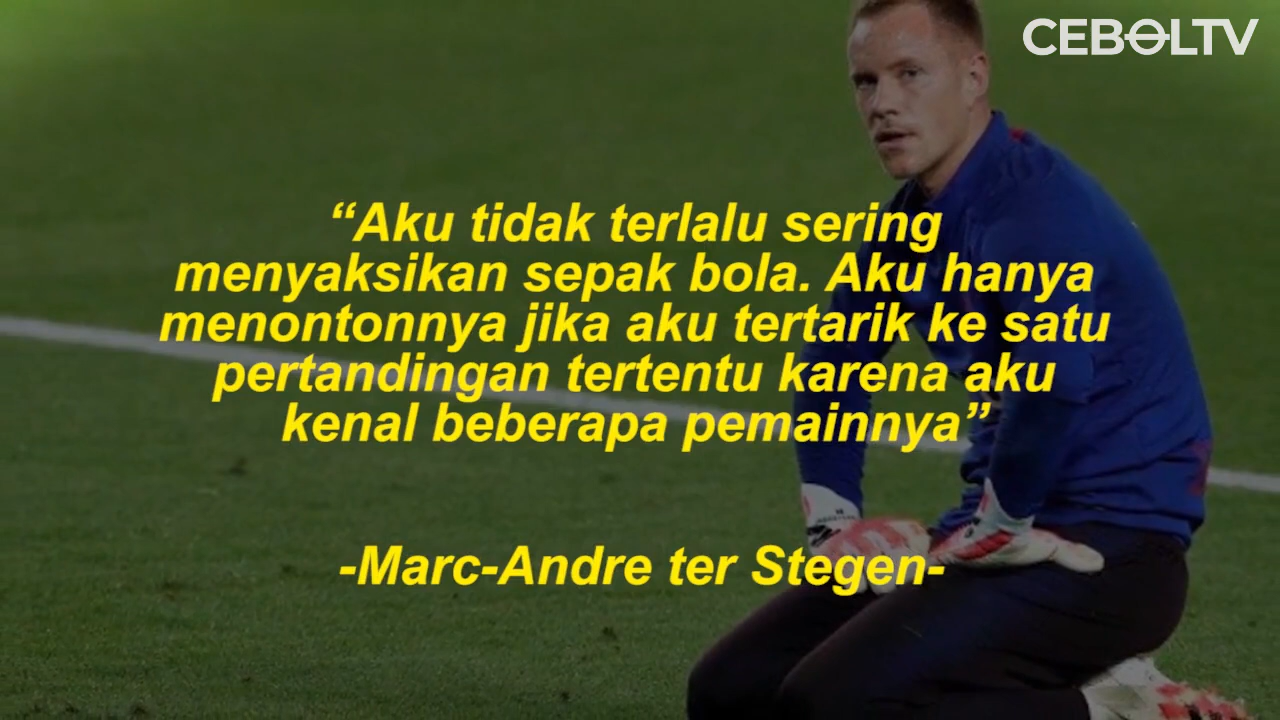 CEBOLTV
“Aku tidak terlalu sering
menyaksikan sepak bola. Aku hanya
menontonnya jika aku tertarik ke satu
pertandingan tertentu karena aku
kenal beberapa pemainnya”
-Marc-Andre ter Stegen-